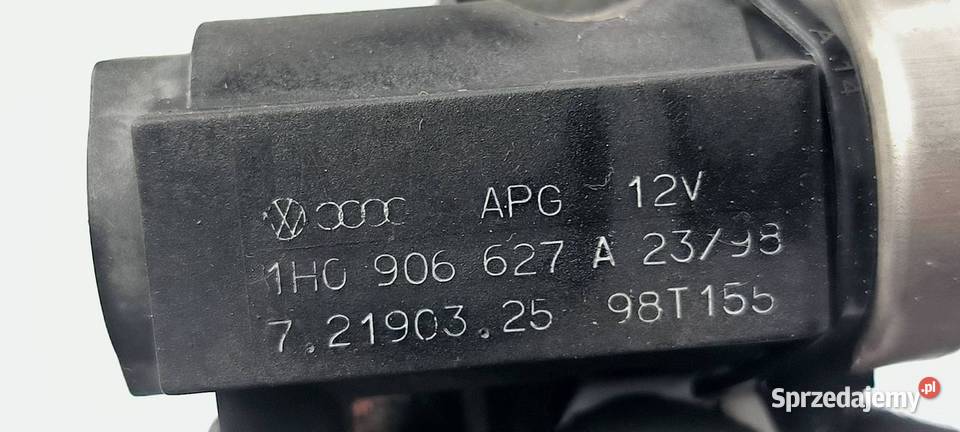 APG 12V
1H0 906 627 A 23/98
7.21903.25 98T155
Sprzedajemy.pl